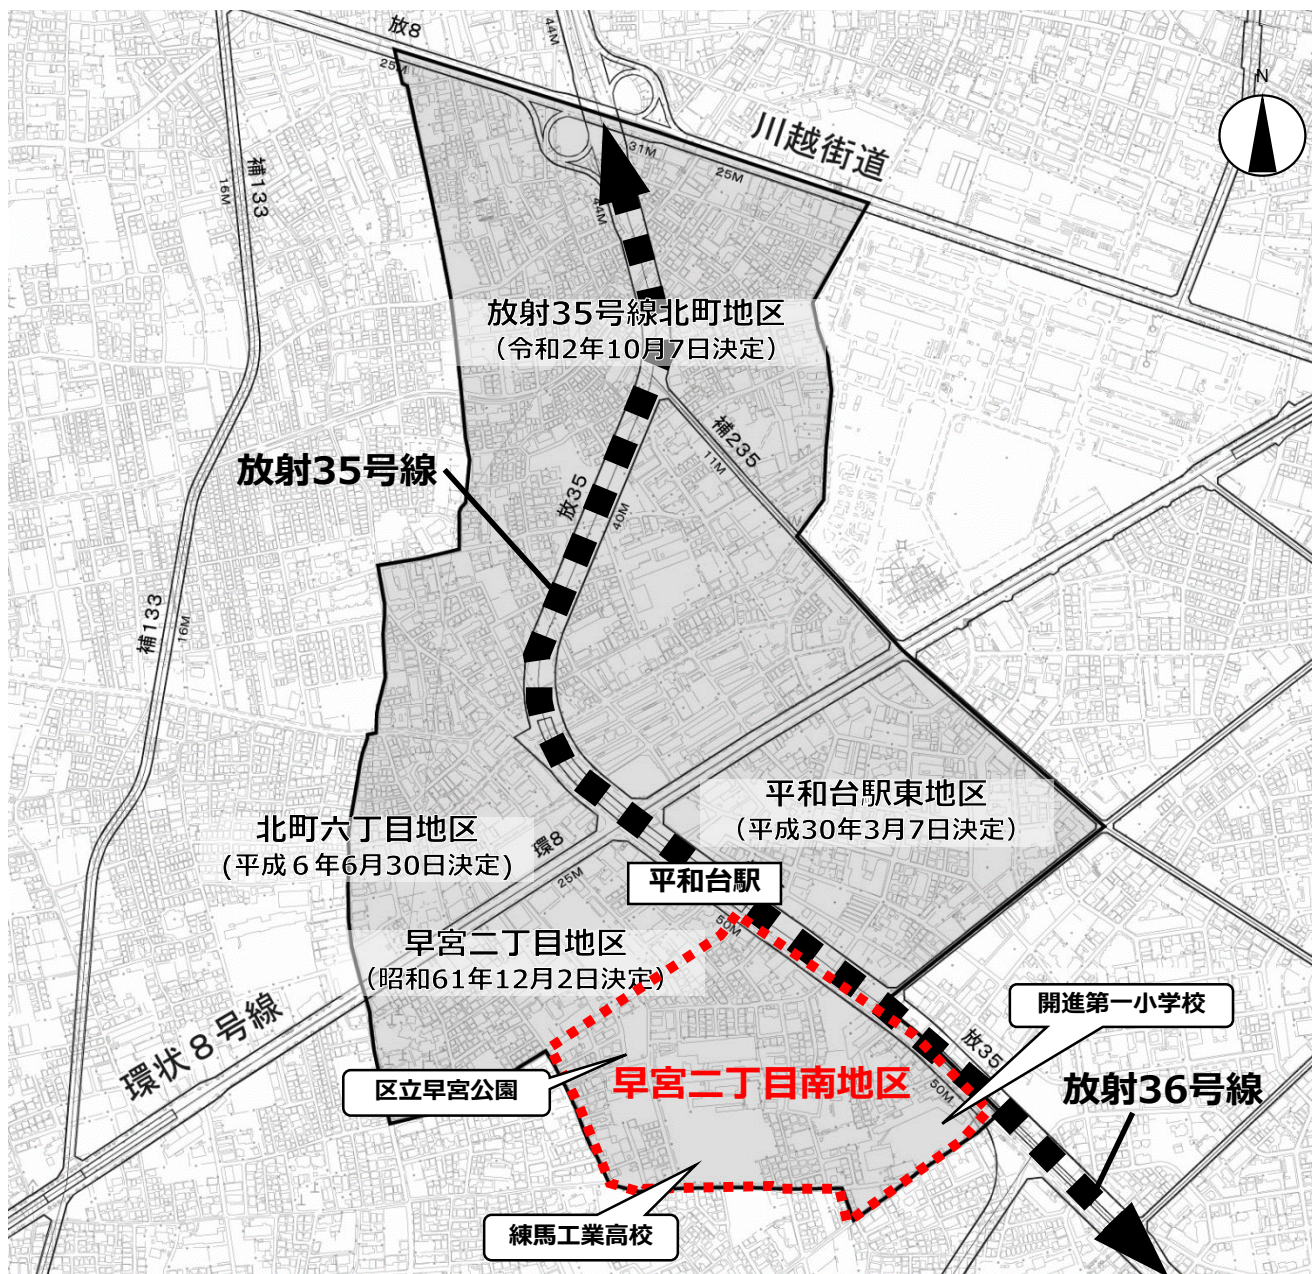 放8
44M
25M
N
川越街道
31M
25M
補133
16M
44M
放射35号線北町地区
（令和2年10月7日決定）
補235
11M
放射35号線
放35
40M
補133
16M
平和台駅東地区
（平成30年3月7日決定）
北町六丁目地区
(平成６年6月30日決定)
環8
25M
平和台駅
50M
早宮二丁目地区
（昭和61年12月2日決定）
開進第一小学校
環状８号線
放35
50M
区立早宮公園
早宮二丁目南地区
放射36号線
練馬工業高校